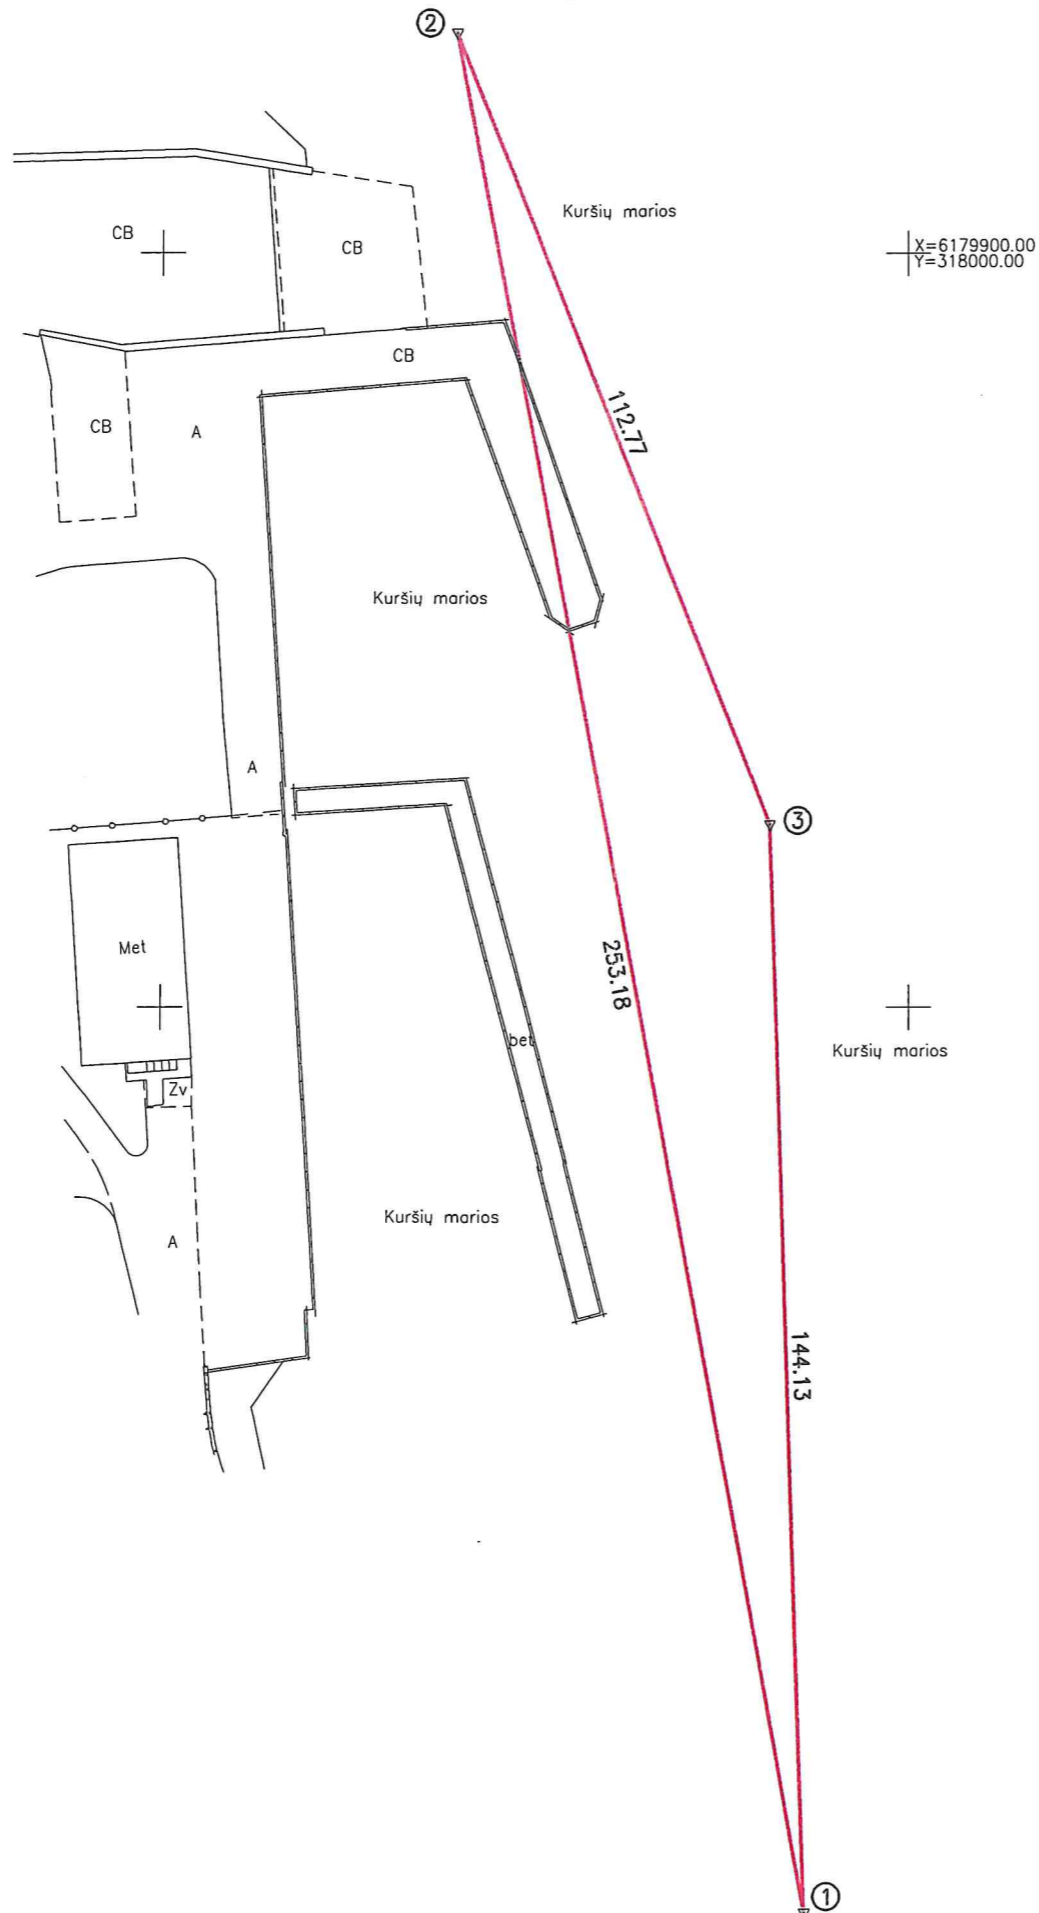 ②
Kuršių marios
CB
CB
X=6179900.00
Y=318000.00
CB
112.77
CB
A
Kuršių marios
A
③
Met
253.18
bet
Kuršių marios
Zv
Kuršių marios
A
144.13
①